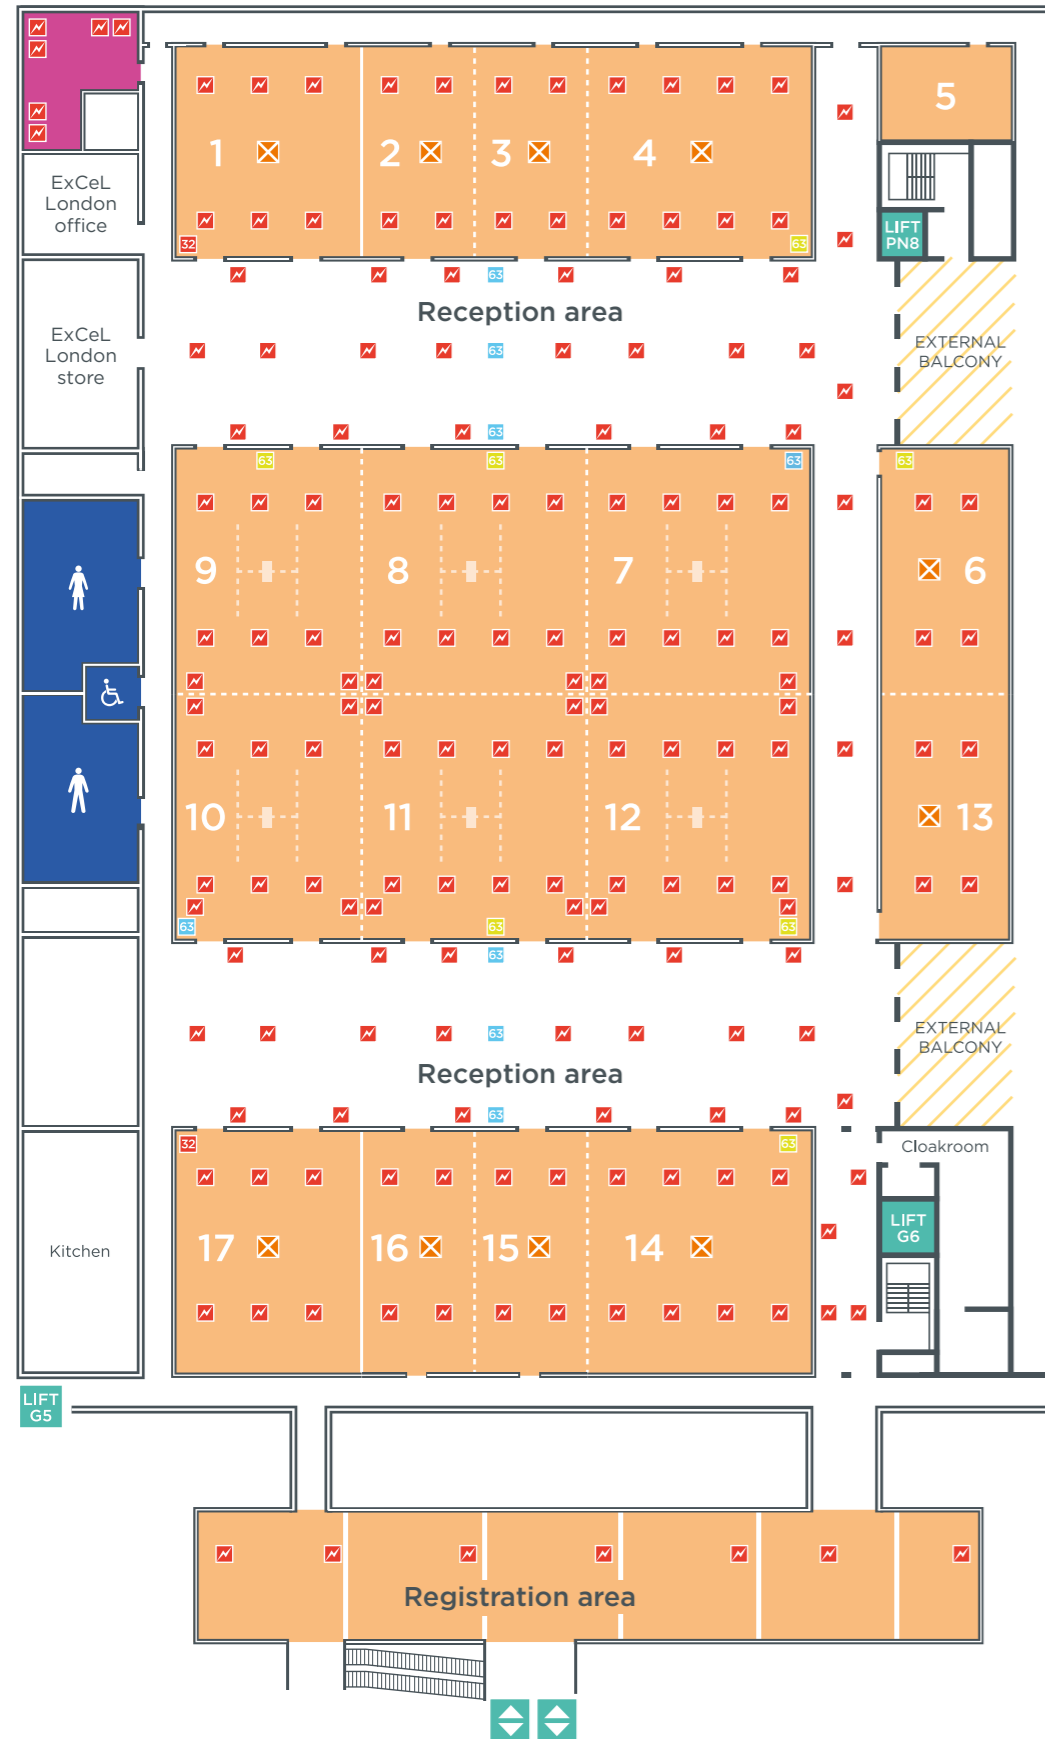 5
1
2
3
4
ExCeL
London
office
LIFT
PN8
32
63
63
Reception area
ExCeL
London
store
63
EXTERNAL
BALCONY
63
63
63
63
63
9
8
7
6
10
11
12
13
63
63
63
63
63
EXTERNAL
BALCONY
Reception area
63
32
63
Cloakroom
LIFT
G6
17
16
15
14
Kitchen
LIFT
G5
Registration area